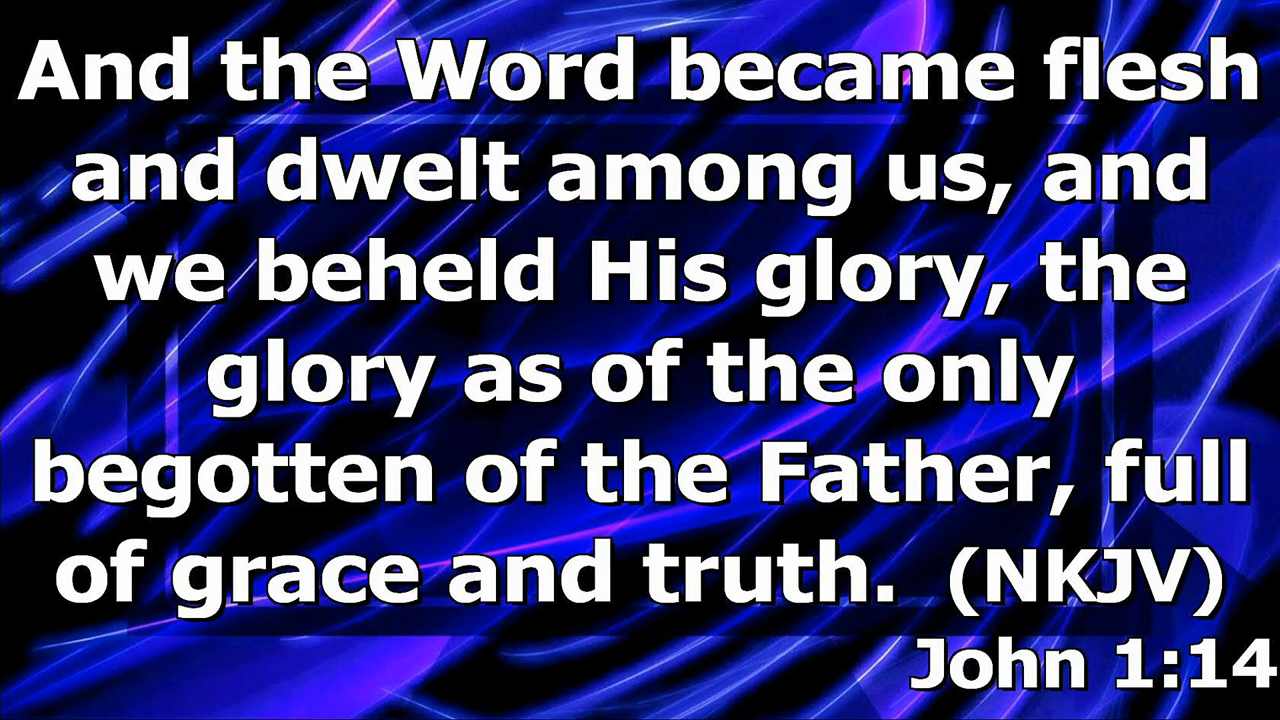 And the Word became flesh
and dwelt among us, and
we beheld His glory, the
glory as of the only
begotten of the Father, full
of grace and truth. (NKJV)
John 1:14